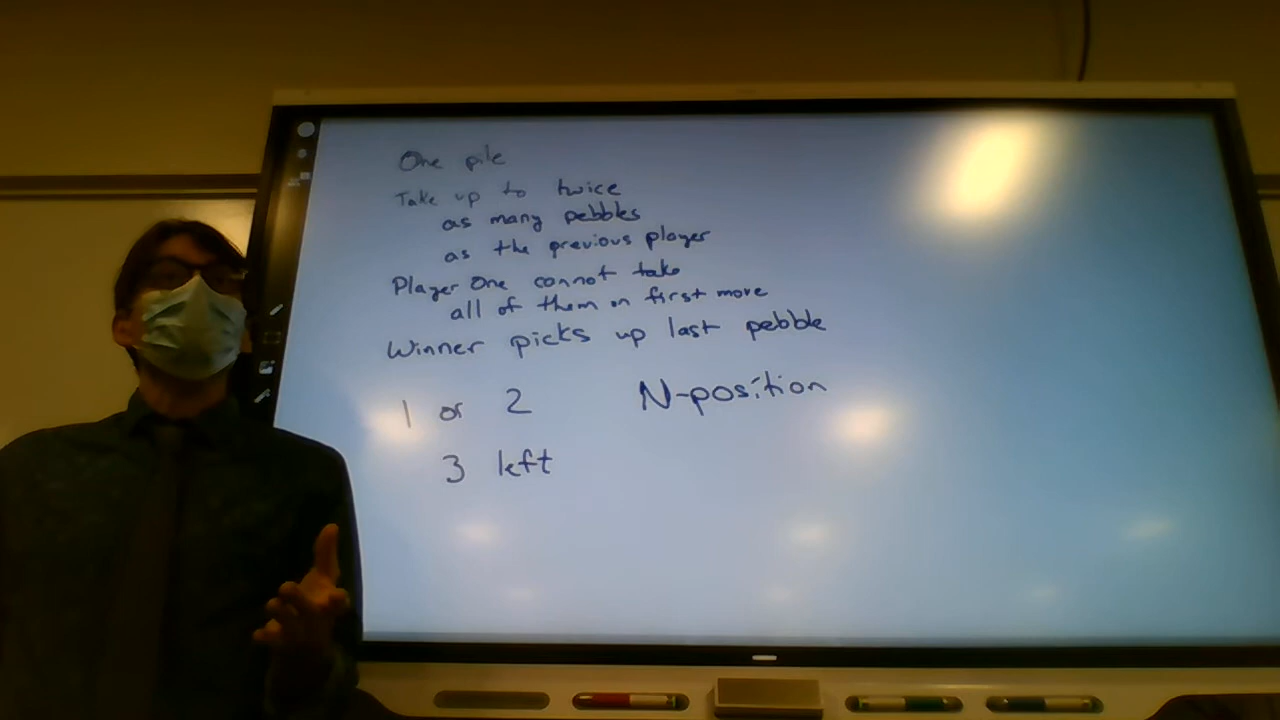 One pile
Take up to twice
as many pebbles
as the previous player
Player One cannot take
all of them on first move
Winner picks up last pebble
1 or 2 N-position
3 left